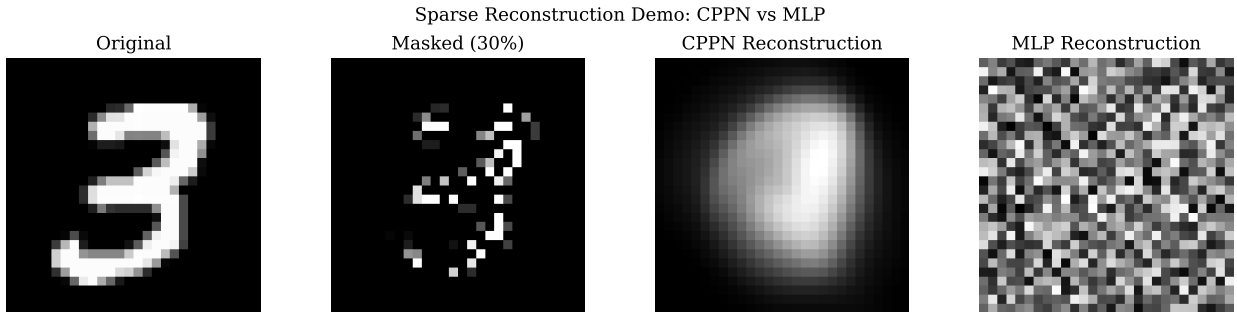 Sparse Reconstruction Demo: CPPN vs MLP
Original
Masked (30%)
CPPN Reconstruction
MLP Reconstruction